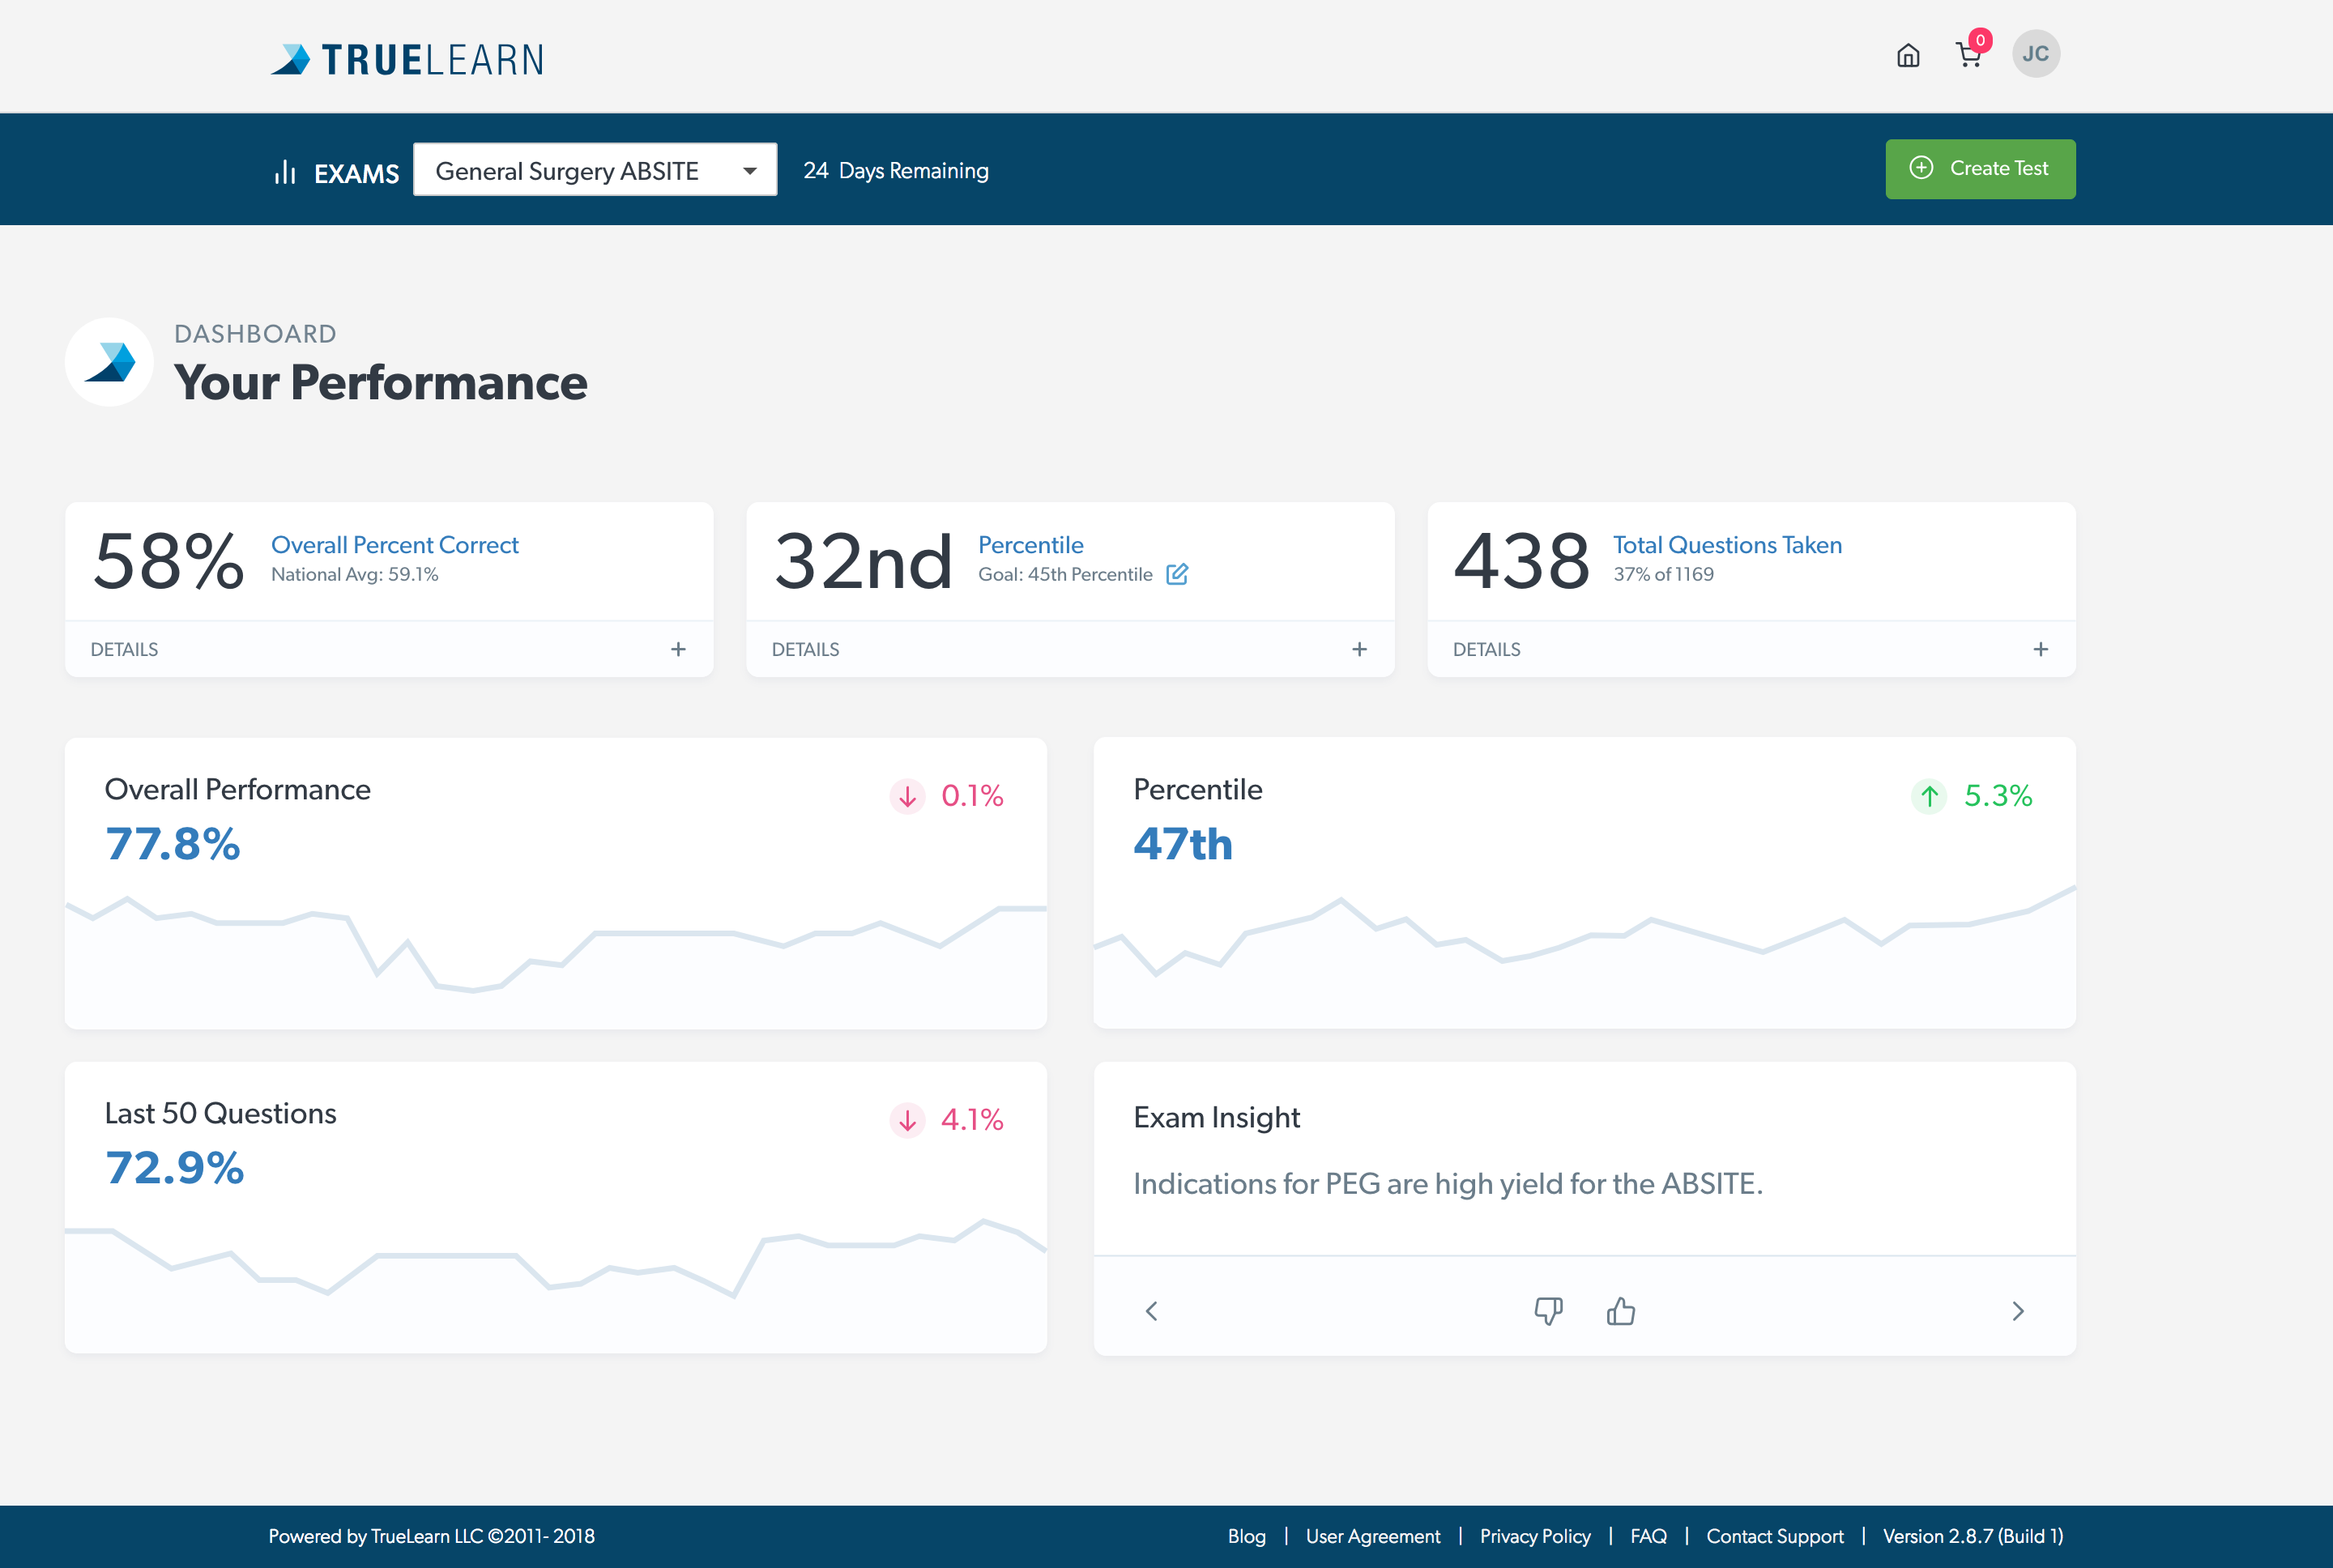 TRUELEARN
0
JC
EXAMS
General Surgery ABSITE
24 Days Remaining
Create Test
DASHBOARD
Your Performance
58%
Overall Percent Correct
National Avg: 59.1%
DETAILS
+
32nd
Percentile
Goal: 45th Percentile
DETAILS
+
438
Total Questions Taken
37% of 1169
DETAILS
+
Overall Performance
0.1%
77.8%
Percentile
5.3%
47th
Last 50 Questions
4.1%
72.9%
Exam Insight
Indications for PEG are high yield for the ABSITE.
Powered by TrueLearn LLC ©2011- 2018
Blog | User Agreement | Privacy Policy | FAQ | Contact Support | Version 2.8.7 (Build 1)